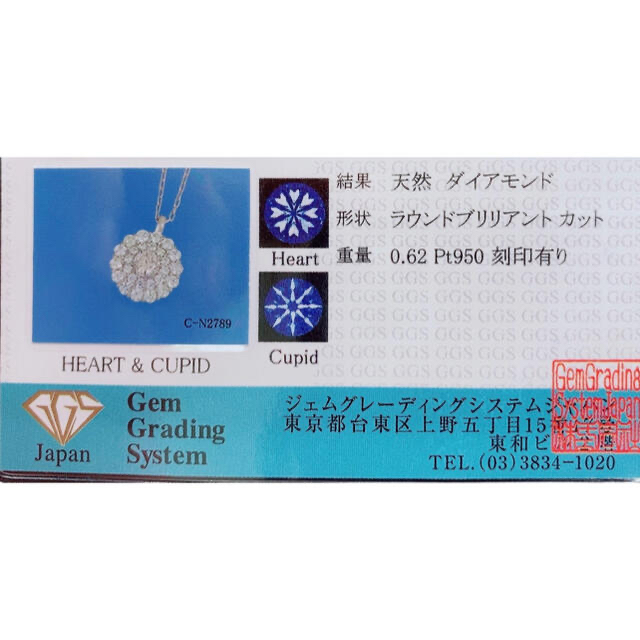 C-N2789
HEART & CUPID
Heart
Cupid
結果 天然 ダイアモンド
形状 ラウンドブリリアント カット
重量 0.62 Pt950 刻印有り
GGS
Japan
Gem
Grading
System
ジェムグレーディングシステム
東京都台東区上野五丁目15
東和ビ 階
TEL.(03)3834-1020
GemGrading
SystemJapan